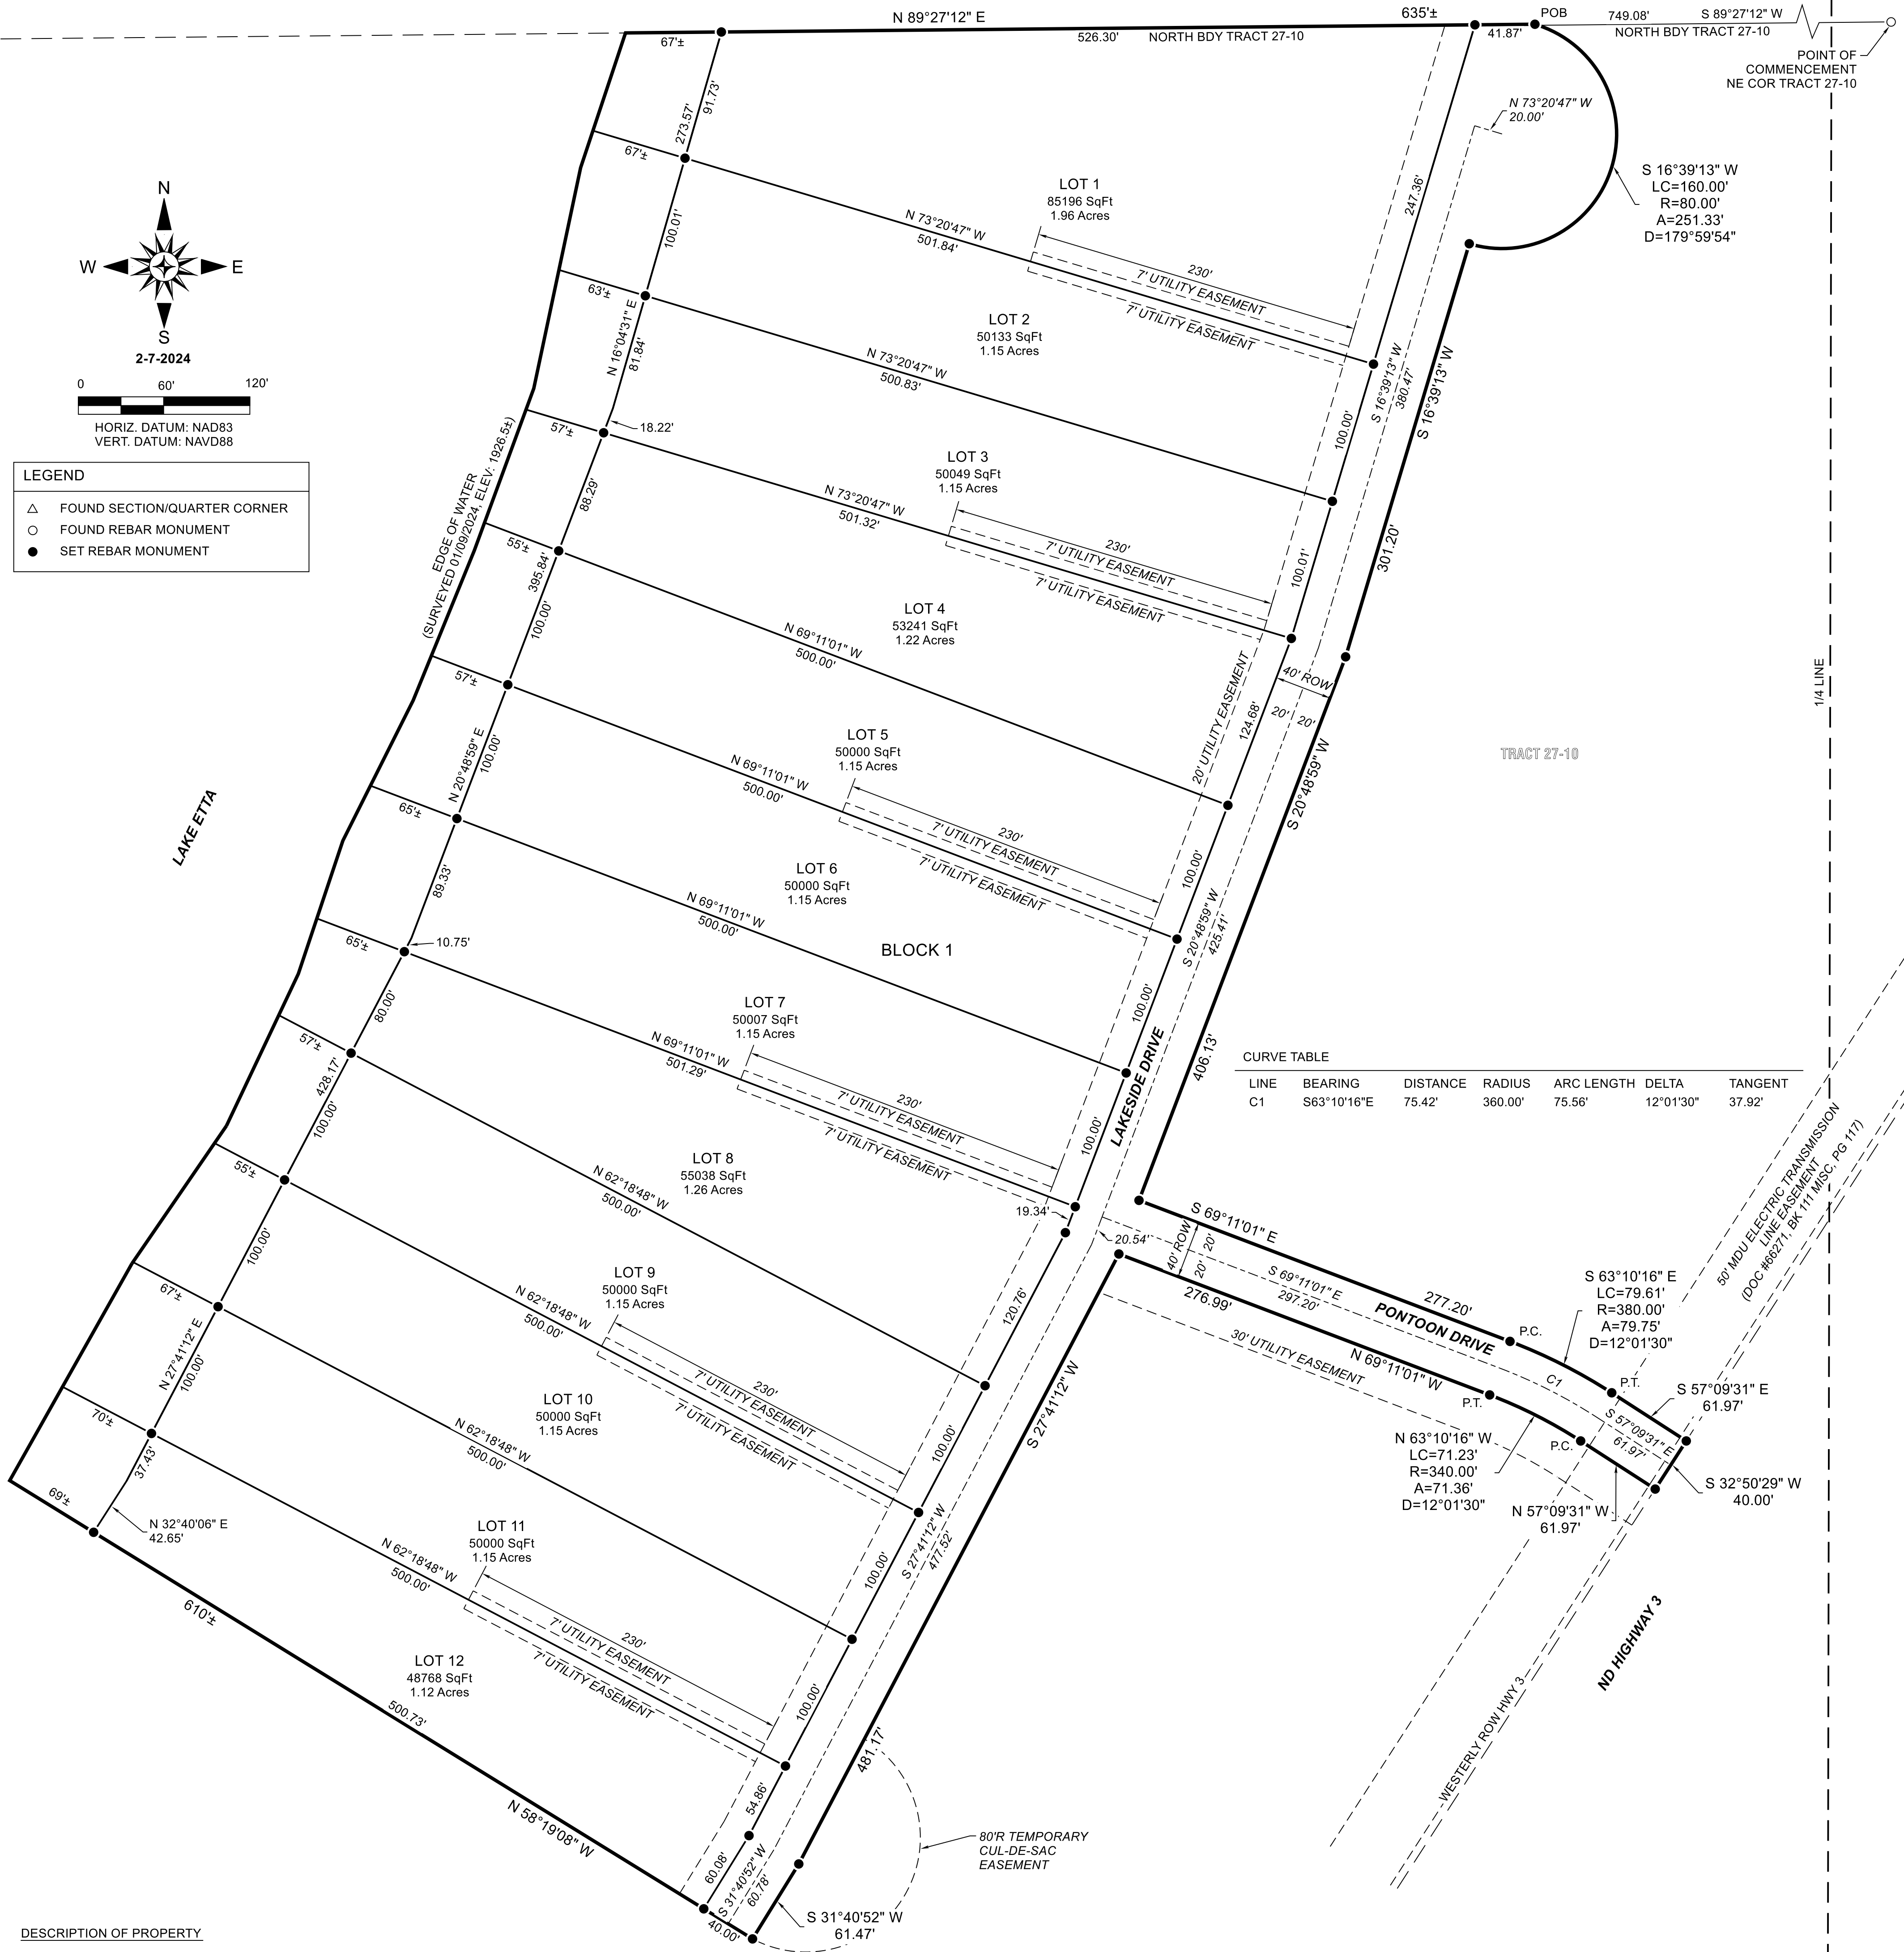 N 89°27'12" E
635'±
POB
749.08'
S 89°27'12" W
67'±
526.30'
NORTH BDY TRACT 27-10
41.87'
NORTH BDY TRACT 27-10
POINT OF
COMMENCEMENT
NE COR TRACT 27-10
N 73°20'47" W
20.00'
S 16°39'13" W
LC=160.00'
R=80.00'
A=251.33'
D=179°59'54"
N
W
E
S
2-7-2024
0
60'
120'
HORIZ. DATUM: NAD83
VERT. DATUM: NAVD88
LEGEND
FOUND SECTION/QUARTER CORNER
FOUND REBAR MONUMENT
SET REBAR MONUMENT
EDGE OF WATER
(SURVEYED 01/09/2024, ELEV: 1926.5±)
LAKE ETTA
91.73'
273.57'
67'±
LOT 1
85196 SqFt
1.96 Acres
247.36'
N 73°20'47" W
501.84'
230'
7' UTILITY EASEMENT
7' UTILITY EASEMENT
100.01'
63'±
N 16°04'31" E
81.84'
LOT 2
50133 SqFt
1.15 Acres
N 73°20'47" W
500.83'
S 16°39'13" W
380.47'
100.00'
S 16°39'13" W
301.20'
18.22'
57'±
LOT 3
50049 SqFt
1.15 Acres
N 73°20'47" W
501.32'
230'
7' UTILITY EASEMENT
7' UTILITY EASEMENT
88.29'
100.01'
55'±
395.84'
100.00'
LOT 4
53241 SqFt
1.22 Acres
N 69°11'01" W
500.00'
20' UTILITY EASEMENT
40' ROW
20'
20'
124.68'
57'±
N 20°48'59" E
100.00'
LOT 5
50000 SqFt
1.15 Acres
N 69°11'01" W
500.00'
230'
7' UTILITY EASEMENT
7' UTILITY EASEMENT
100.00'
S 20°48'59" W
TRACT 27-10
1/4 LINE
65'±
89.33'
LOT 6
50000 SqFt
1.15 Acres
N 69°11'01" W
500.00'
BLOCK 1
S 20°48'59" W
425.41'
100.00'
LAKESIDE DRIVE
406.13'
10.75'
65'±
80.00'
LOT 7
50007 SqFt
1.15 Acres
N 69°11'01" W
501.29'
230'
7' UTILITY EASEMENT
7' UTILITY EASEMENT
100.00'
19.34'
CURVE TABLE
LINE BEARING DISTANCE RADIUS ARC LENGTH DELTA TANGENT
C1 S63°10'16"E 75.42' 360.00' 75.56' 12°01'30" 37.92'
50' MDU ELECTRIC TRANSMISSION
LINE EASEMENT
(DOC #66271, BK 111 MISC, PG 117)
57'±
428.17'
100.00'
LOT 8
55038 SqFt
1.26 Acres
N 62°18'48" W
500.00'
120.76'
20.54'
40' ROW
20'
20'
S 69°11'01" E
277.20'
S 69°11'01" E
297.20'
PONTOON DRIVE
276.99'
N 69°11'01" W
30' UTILITY EASEMENT
P.C.
S 63°10'16" E
LC=79.61'
R=380.00'
A=79.75'
D=12°01'30"
C1
P.T.
P.T.
P.C.
S 57°09'31" E
61.97'
S 57°09'31" E
61.97'
S 32°50'29" W
40.00'
N 63°10'16" W
LC=71.23'
R=340.00'
A=71.36'
D=12°01'30"
N 57°09'31" W
61.97'
55'±
100.00'
LOT 9
50000 SqFt
1.15 Acres
N 62°18'48" W
500.00'
230'
7' UTILITY EASEMENT
7' UTILITY EASEMENT
100.00'
S 27°41'12" W
67'±
N 27°41'12" E
100.00'
LOT 10
50000 SqFt
1.15 Acres
N 62°18'48" W
500.00'
S 27°41'12" W
477.52'
100.00'
70'±
37.43'
LOT 11
50000 SqFt
1.15 Acres
N 62°18'48" W
500.00'
230'
7' UTILITY EASEMENT
7' UTILITY EASEMENT
100.00'
69'±
N 32°40'06" E
42.65'
610'±
LOT 12
48768 SqFt
1.12 Acres
500.73'
N 58°19'08" W
54.86'
60.08'
S 31°40'52" W
60.78'
40.00'
481.17'
80'R TEMPORARY
CUL-DE-SAC
EASEMENT
S 31°40'52" W
61.47'
WESTERLY ROW HWY 3
ND HIGHWAY 3
DESCRIPTION OF PROPERTY